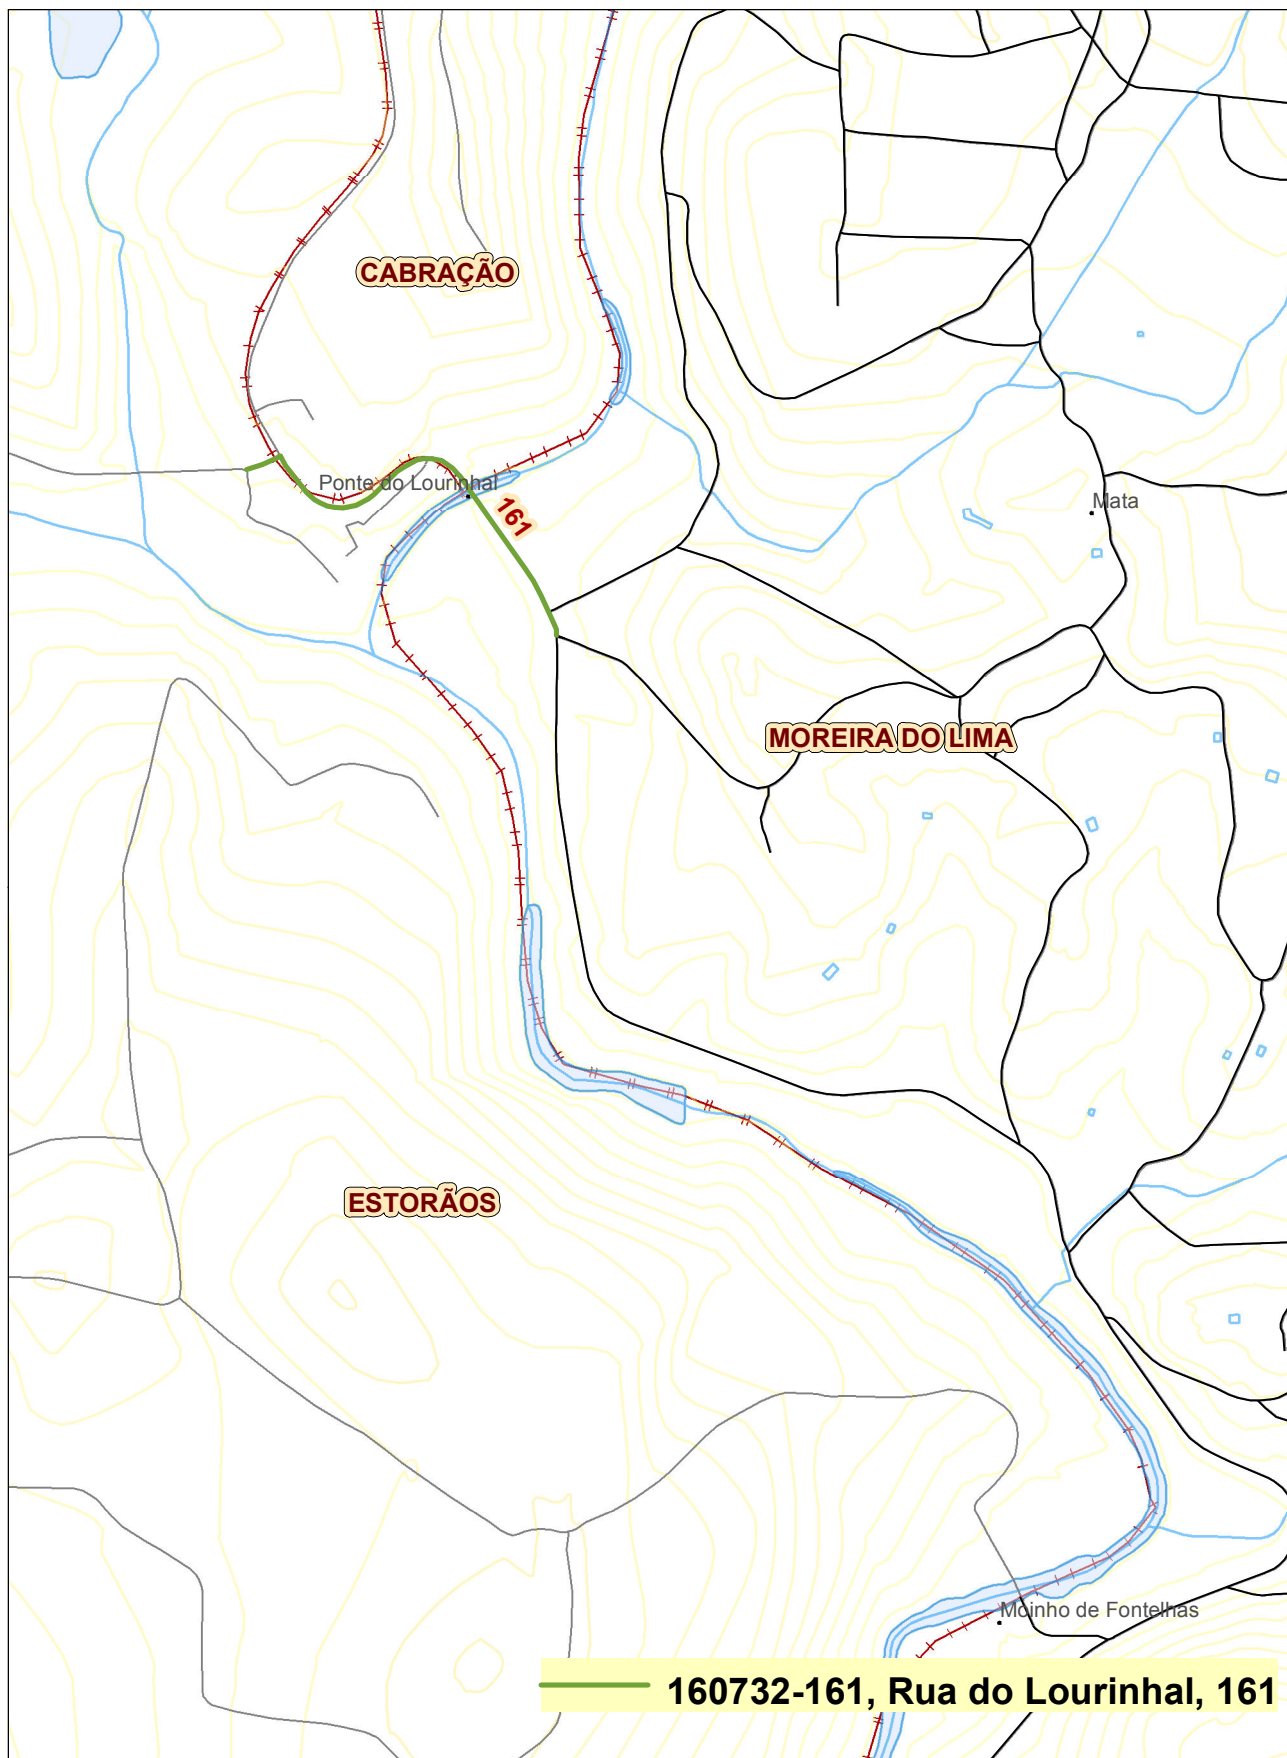 CABRAÇÃO
Ponte do Lourinhal
161
Mata
MOREIRA DO LIMA
ESTORÃOS
Moinho de Fontelhas
160732-161, Rua do Lourinhal, 161